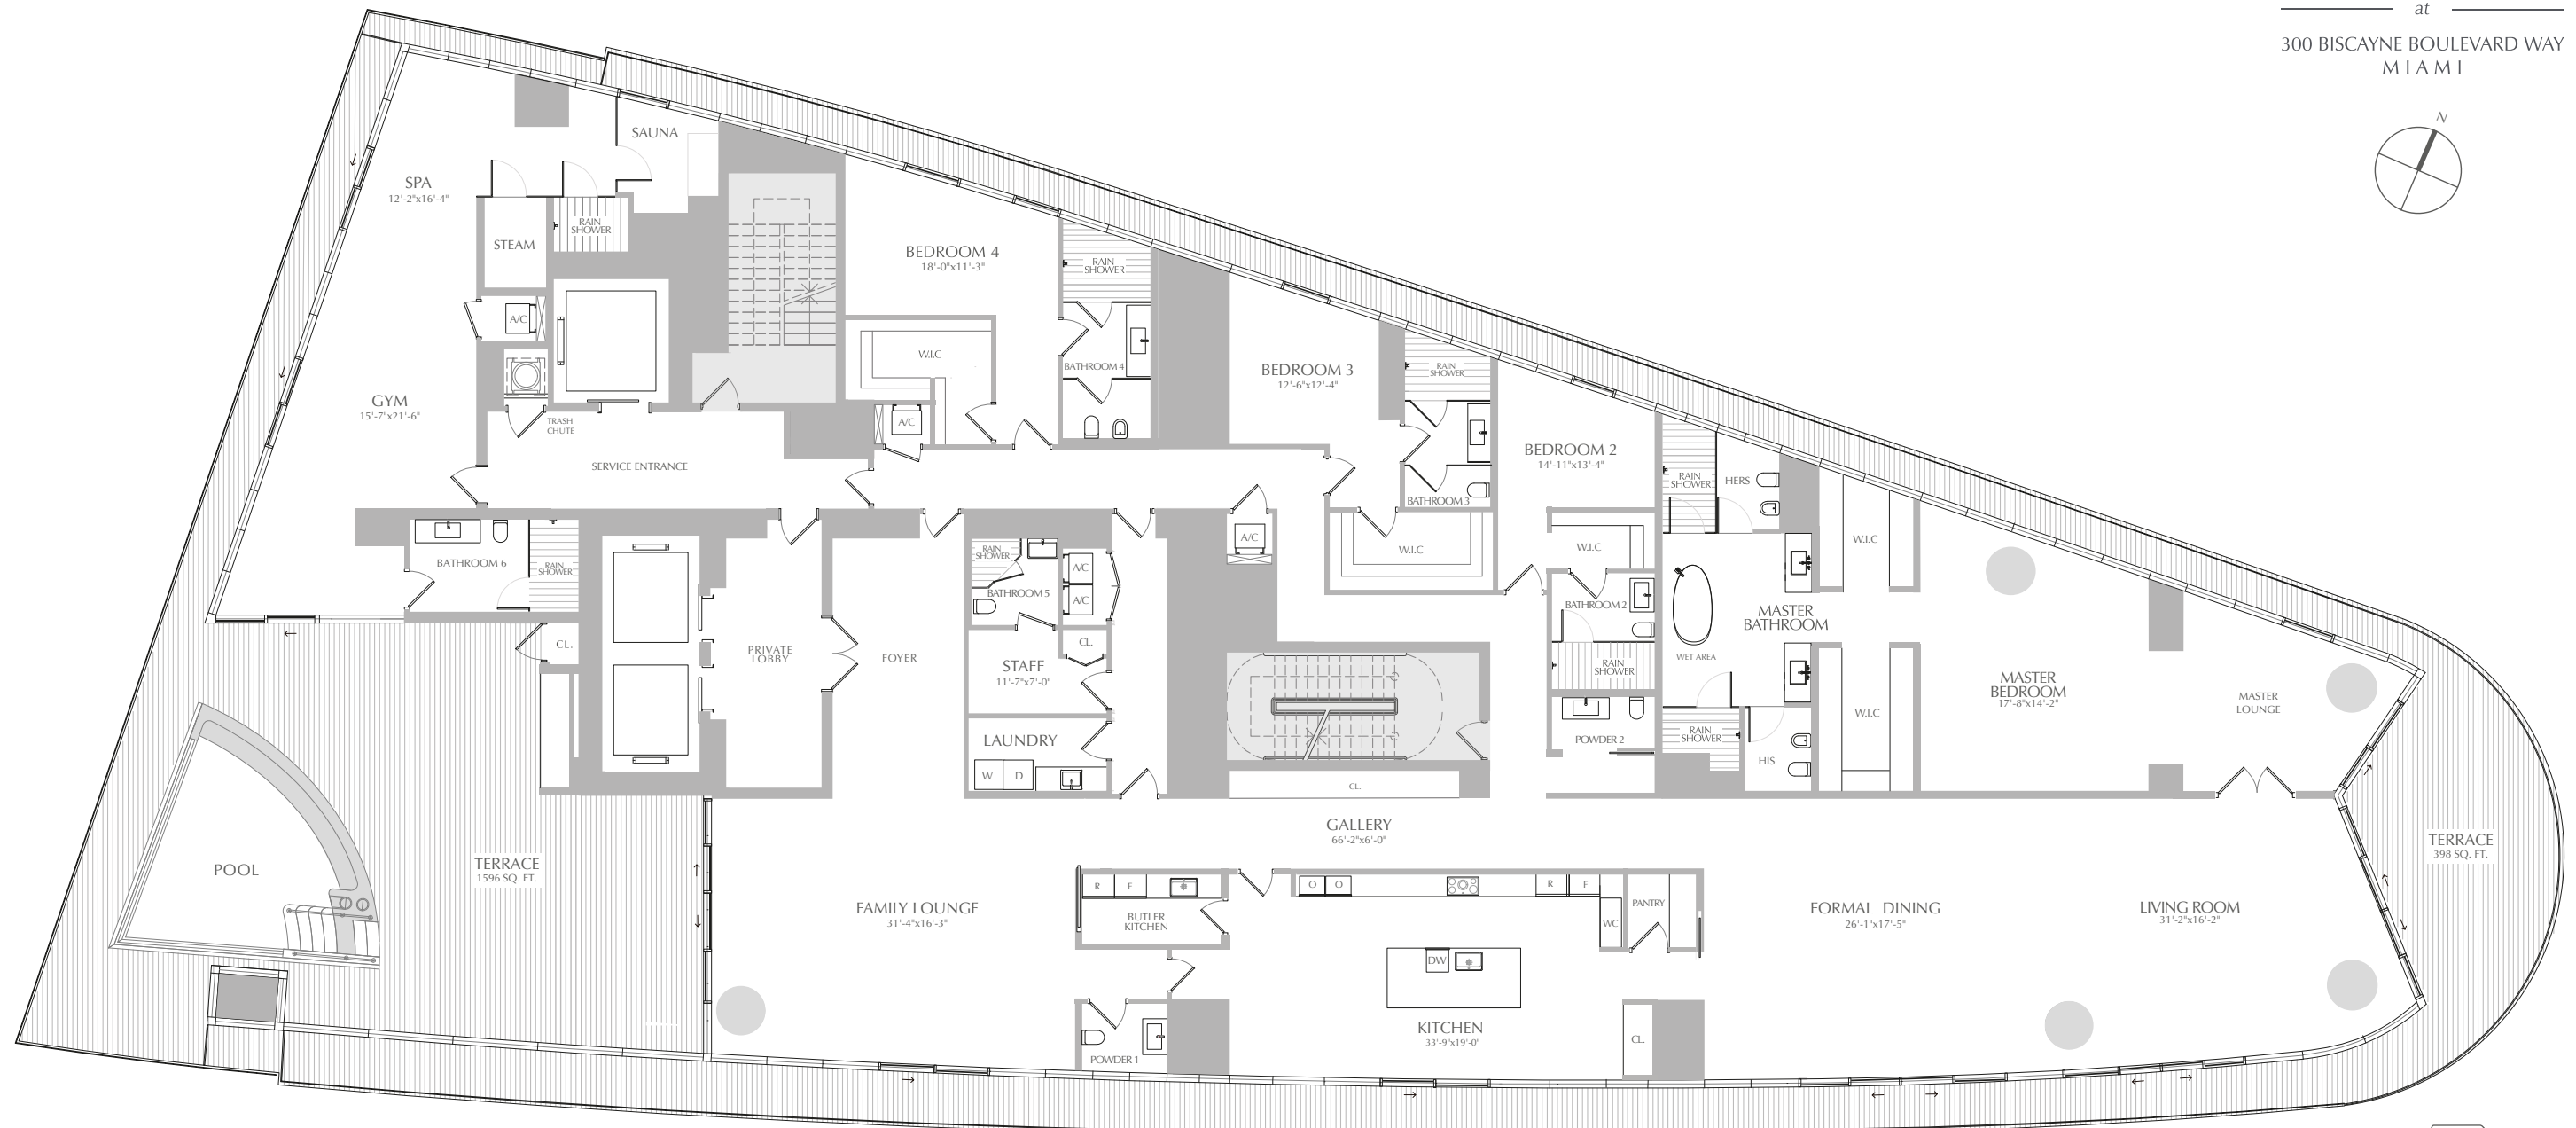 at
300 BISCAYNE BOULEVARD WAY
MIAMI
N
SAUNA
SPA
12'-2"x16'-4"
RAIN
SHOWER
STEAM
BEDROOM 4
18'-0"x11'-3"
RAIN
SHOWER
A/C
W.I.C
BATHROOM 4
BEDROOM 3
12'-6"x12'-4"
RAIN
SHOWER
GYM
15'-7"x21'-6"
TRASH
CHUTE
A/C
SERVICE ENTRANCE
BEDROOM 2
14'-11"x13'-4"
BATHROOM 3
RAIN
SHOWER
HERS
BATHROOM 6
RAIN
SHOWER
RAIN
SHOWER
A/C
A/C
BATHROOM 5
A/C
W.I.C
W.I.C
W.I.C
BATHROOM 2
MASTER
BATHROOM
CL.
PRIVATE
LOBBY
FOYER
CL.
STAFF
11'-7"x7'-0"
WET AREA
RAIN
SHOWER
MASTER
BEDROOM
17'-8"x14'-2"
MASTER
LOUNGE
W.I.C
LAUNDRY
W
D
POWDER 2
RAIN
SHOWER
HIS
CL.
GALLERY
66'-2"x6'-0"
POOL
TERRACE
1596 SQ. FT.
TERRACE
398 SQ. FT.
R
F
O
O
R
F
FAMILY LOUNGE
31'-4"x16'-3"
BUTLER
KITCHEN
WC
PANTRY
FORMAL DINING
26'-1"x17'-5"
LIVING ROOM
31'-2"x16'-2"
DW
KITCHEN
33'-9"x19'-0"
CL.
POWDER 1